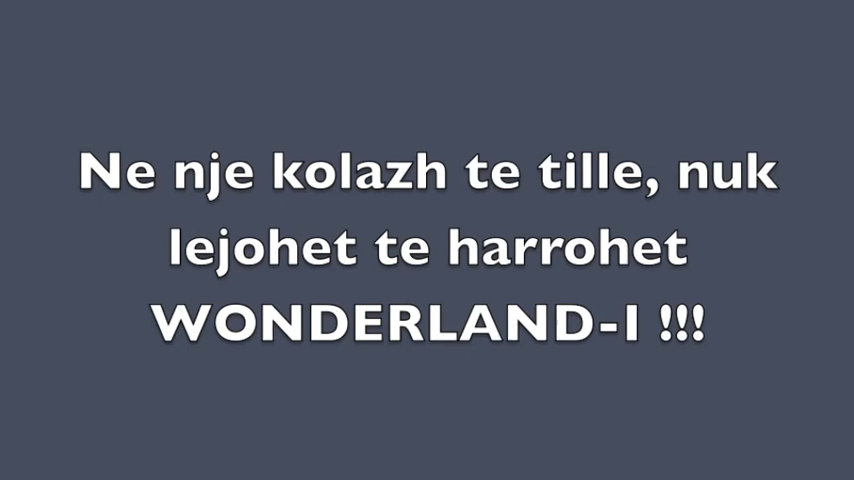 Ne nje kolazh te tille, nuk
lejohet te harrohet
WONDERLAND-I !!!